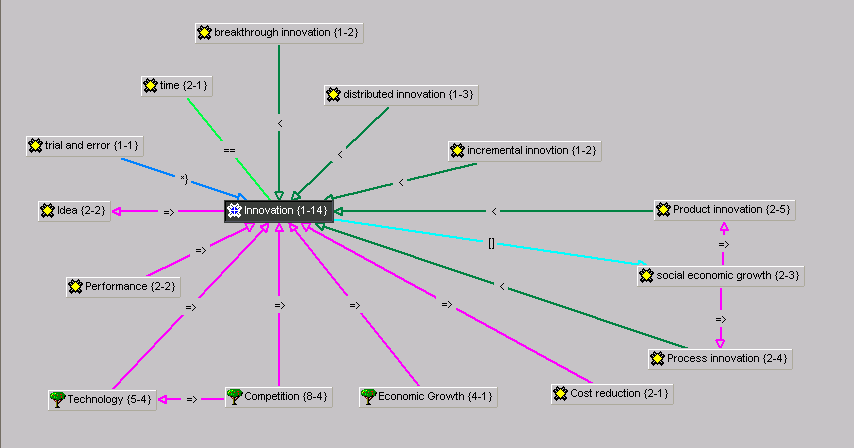 breakthrough innovation {1-2}
time {2-1}
distributed innovation {1-3}
<
==
trial and error {1-1}
<
incremental innovtion {1-2}
*}
<
Idea {2-2}
=>
Innovation {1-14}
<
Product innovation {2-5}
[]
=>
=>
social economic growth {2-3}
Performance {2-2}
<
=>
=>
=>
=>
=>
Process innovation {2-4}
Technology {5-4}
=>
Competition {8-4}
Economic Growth {4-1}
Cost reduction {2-1}